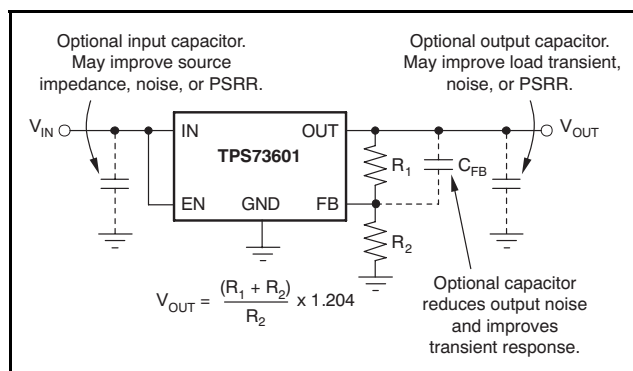 Optional input capacitor.
May improve source
impedance, noise, or PSRR.
Optional output capacitor.
May improve load transient,
noise, or PSRR.
V_IN
IN
OUT
V_OUT
TPS73601
R_1
C_FB
EN
GND
FB
R_2
V_OUT = (R_1 + R_2) / R_2 x 1.204
Optional capacitor
reduces output noise
and improves
transient response.